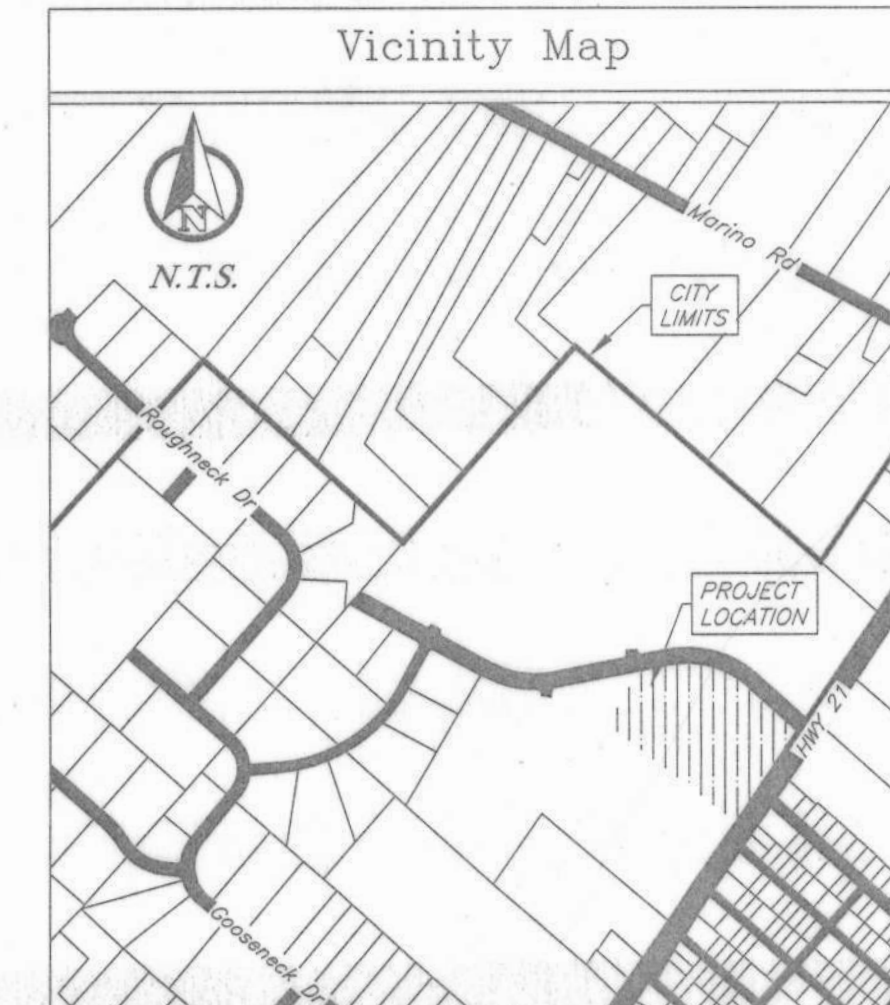 Vicinity Map
N
N.T.S.
Marino Rd
CITY
LIMITS
Roughneck Dr
PROJECT
LOCATION
HWY 21
Gooseneck Dr